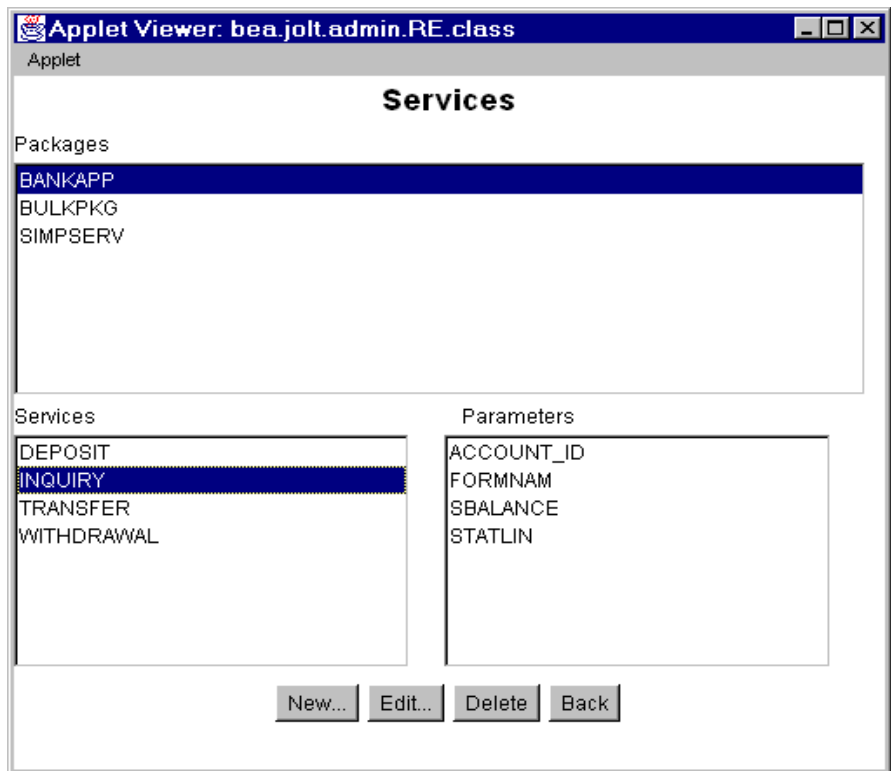 Applet Viewer: bea.jolt.admin.RE.class
Applet
Services
Packages
BANKAPP
BULKPKG
SIMPSERV
Services
DEPOSIT
INQUIRY
TRANSFER
WITHDRAWAL
Parameters
ACCOUNT_ID
FORMNAM
SBALANCE
STATLIN
New... Edit... Delete Back